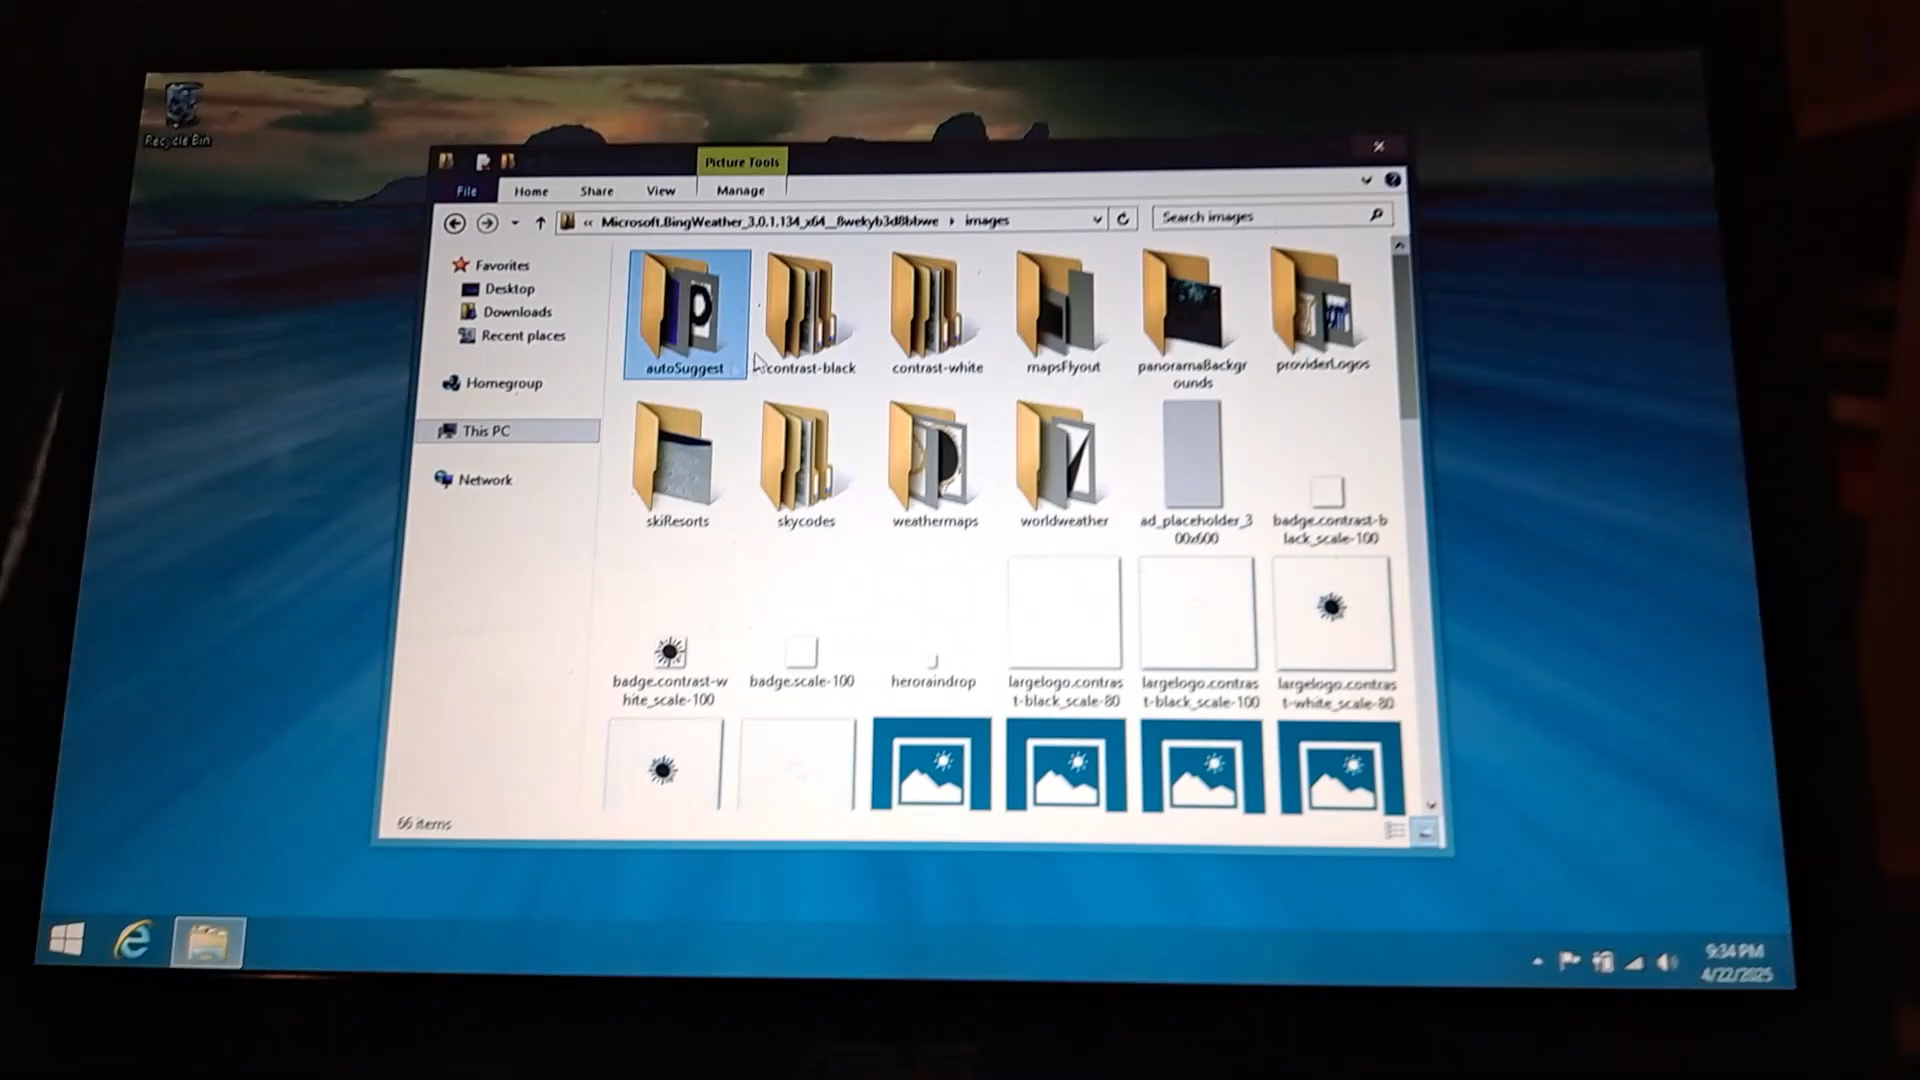 Recycle Bin
Picture Tools
File
Home
Share
View
Manage
« Microsoft.BingWeather_3.0.1.134_x64__8wekyb3d8bbwe
images
Search images
Favorites
Desktop
Downloads
Recent places
Homegroup
This PC
Network
autoSuggest
contrast-black
contrast-white
mapsFlyout
panoramaBackgr
ounds
providerLogos
skiResorts
skycodes
weathermaps
worldweather
ad_placeholder_3
00x600
badge.contrast-b
lack_scale-100
badge.contrast-w
hite_scale-100
badge.scale-100
heroraindrop
largelogo.contras
t-black_scale-80
largelogo.contras
t-black_scale-100
largelogo.contras
t-white_scale-80
66 items
9:34 PM
4/22/2025